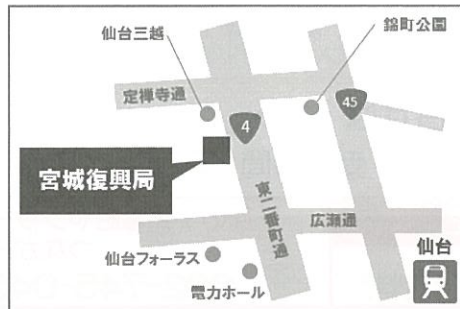 仙台三越
錦町公園
定禅寺通
4
45
宮城復興局
東二番町通
広瀬通
仙台フォーラス
電力ホール
仙台